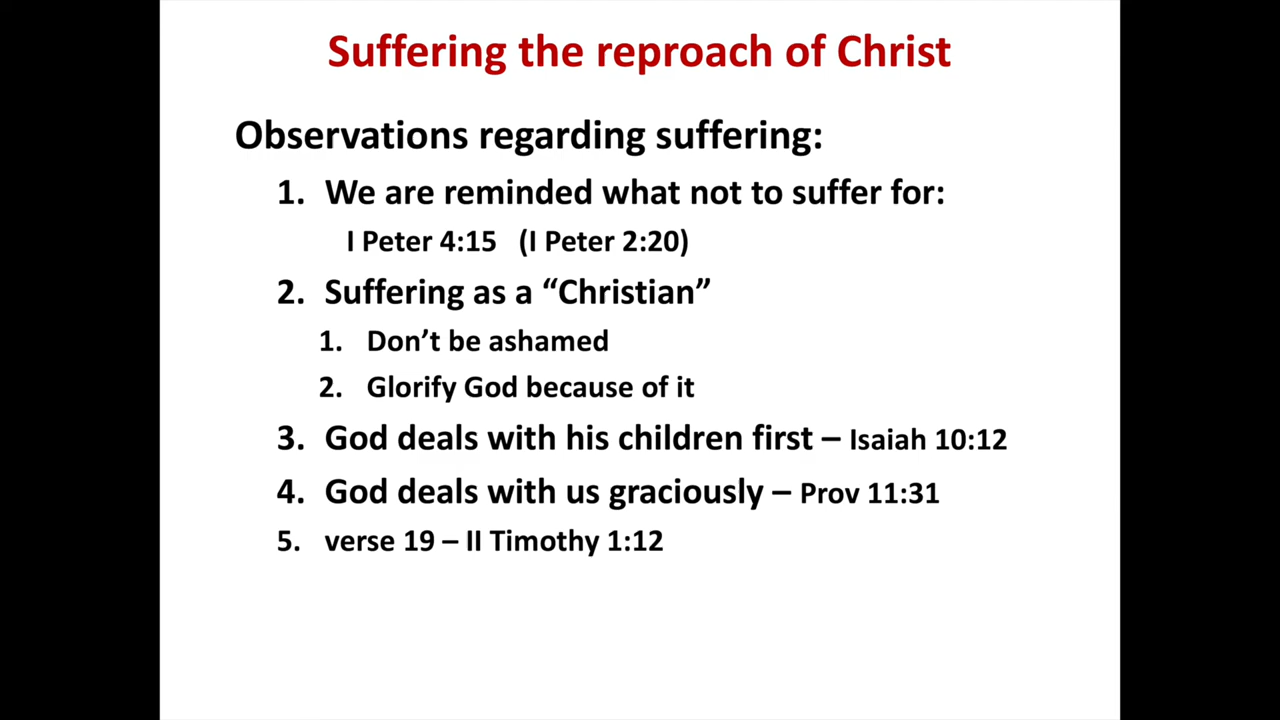 Suffering the reproach of Christ
Observations regarding suffering:
1. We are reminded what not to suffer for:
I Peter 4:15 (I Peter 2:20)
2. Suffering as a “Christian”
1. Don’t be ashamed
2. Glorify God because of it
3. God deals with his children first – Isaiah 10:12
4. God deals with us graciously – Prov 11:31
5. verse 19 – II Timothy 1:12